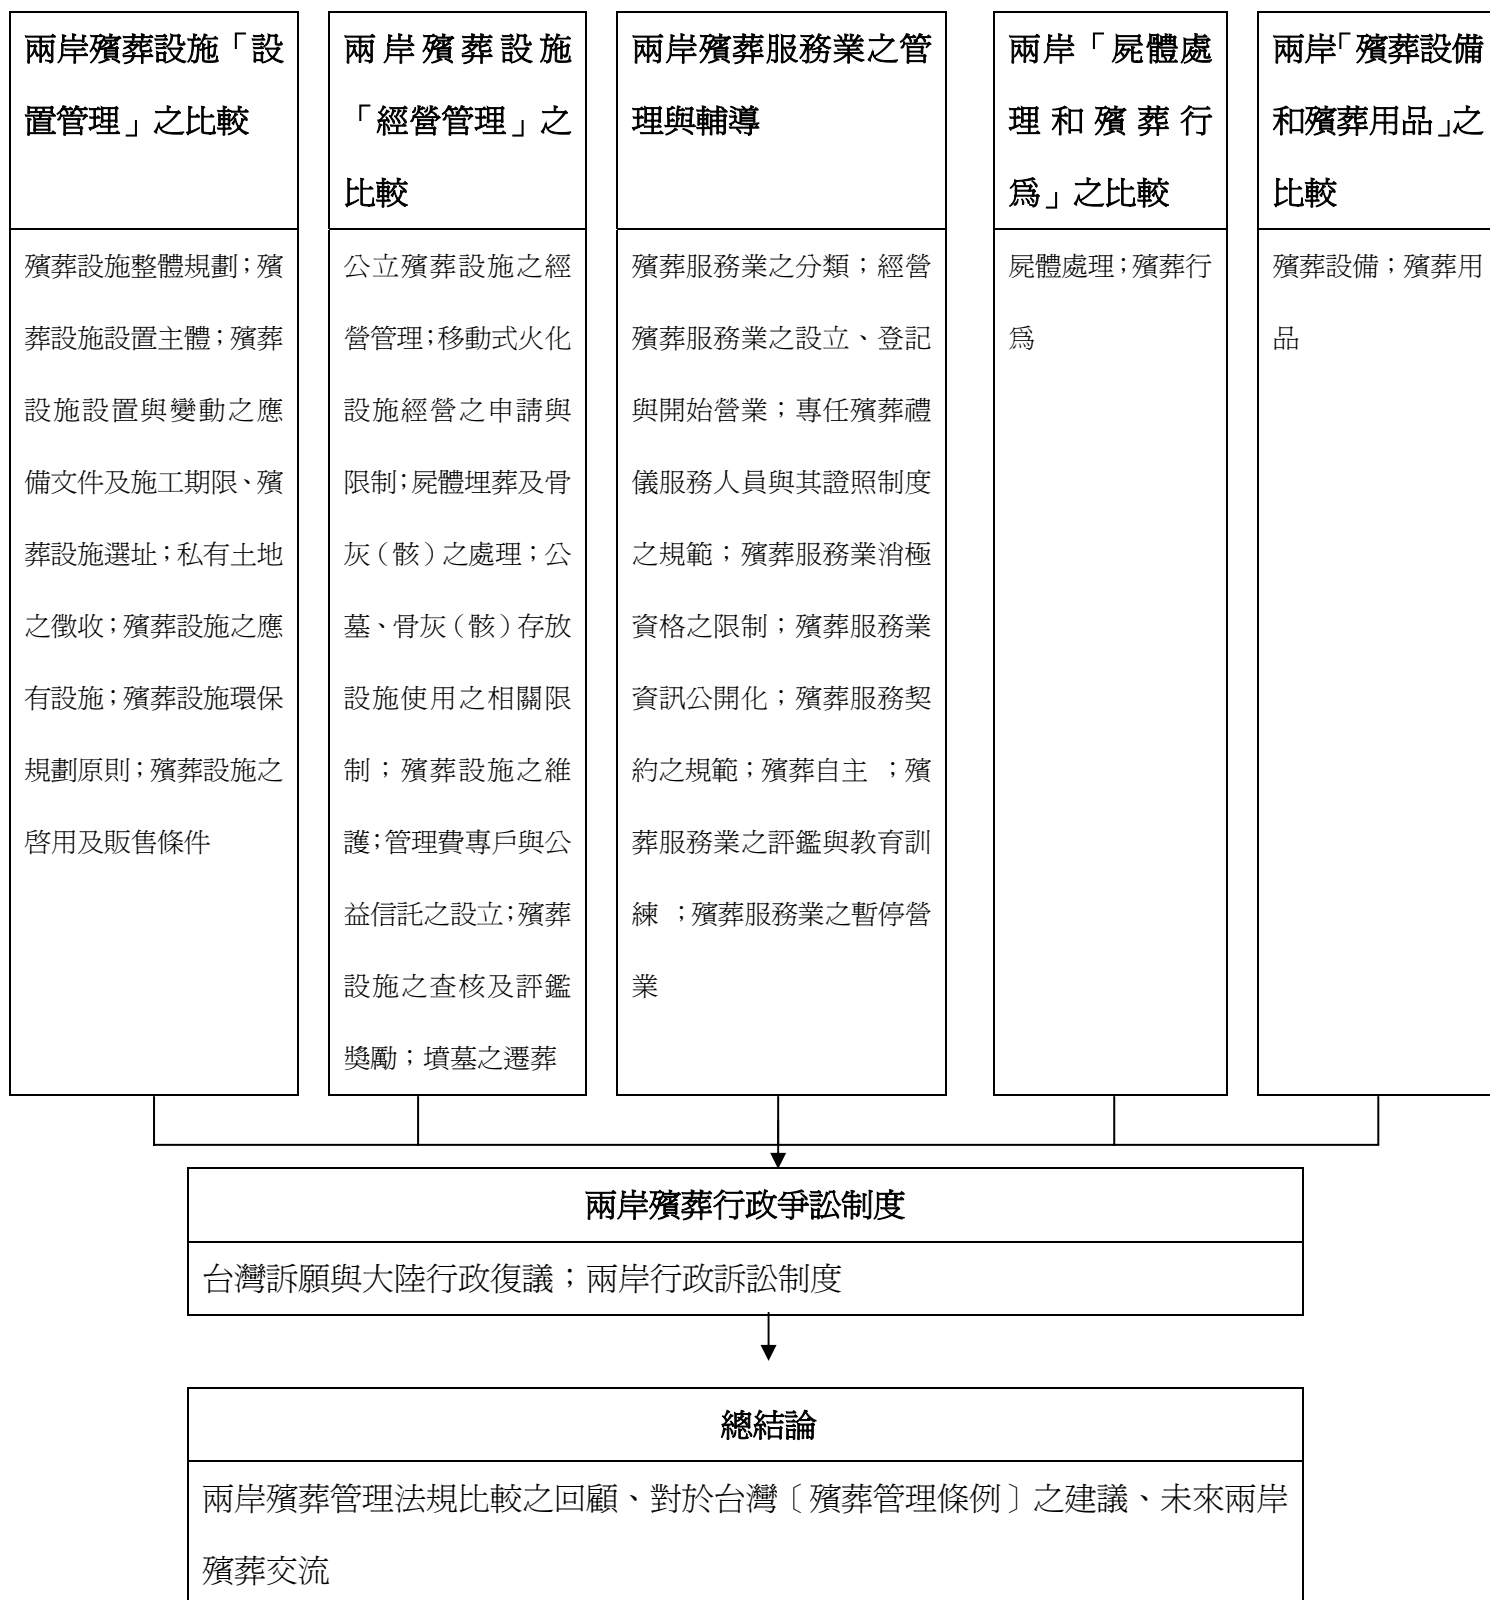 兩岸殯葬設施「設
置管理」之比較
殯葬設施整體規劃;殯
葬設施設置主體;殯葬
設施設置與變動之應
備文件及施工期限、殯
葬設施選址;私有土地
之徵收;殯葬設施之應
有設施;殯葬設施環保
規劃原則;殯葬設施之
啓用及販售條件
兩岸殯葬設施
「經營管理」之
比較
公立殯葬設施之經
營管理;移動式火化
設施經營之申請與
限制;屍體埋葬及骨
灰(骸)之處理;公
墓、骨灰(骸)存放
設施使用之相關限
制;殯葬設施之維
護;管理費專戶與公
益信託之設立;殯葬
設施之查核及評鑑
獎勵;墳墓之遷葬
兩岸殯葬服務業之管
理與輔導
殯葬服務業之分類;經營
殯葬服務業之設立、登記
與開始營業;專任殯葬禮
儀服務人員與其證照制度
之規範;殯葬服務業消極
資格之限制;殯葬服務業
資訊公開化;殯葬服務契
約之規範;殯葬自主 ;殯
葬服務業之評鑑與教育訓
練 ;殯葬服務業之暫停營
業
兩岸「屍體處
理和殯葬行
爲」之比較
屍體處理;殯葬行
爲
兩岸「殯葬設備
和殯葬用品」之
比較
殯葬設備;殯葬用
品
兩岸殯葬行政爭訟制度
台灣訴願與大陸行政復議;兩岸行政訴訟制度
總結論
兩岸殯葬管理法規比較之回顧、對於台灣〔殯葬管理條例〕之建議、未來兩岸
殯葬交流